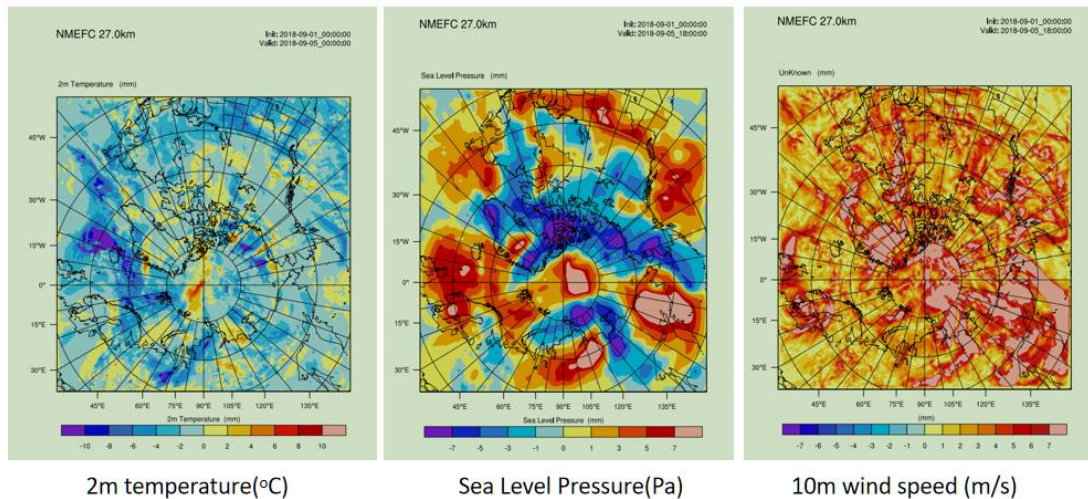 NMEFC 27.0km
Init: 2018-09-01_00:00:00
Valid: 2018-09-05_00:00:00
2m Temperature (mm)
45°W
30°W
15°W
0°
15°E
30°E
45°E 60°E 75°E 90°E 105°E 120°E 135°E
2m Temperature (mm)
-10 -8 -6 -4 -2 0 2 4 6 8 10
2m temperature(°C)
NMEFC 27.0km
Init: 2018-09-01_00:00:00
Valid: 2018-09-05_18:00:00
Sea Level Pressure (mm)
45°W
30°W
15°W
0°
15°E
30°E
45°E 60°E 75°E 90°E 105°E 120°E 135°E
Sea Level Pressure (mm)
-7 -5 -3 -1 0 1 3 5 7
Sea Level Pressure(Pa)
NMEFC 27.0km
Init: 2018-09-01_00:00:00
Valid: 2018-09-05_18:00:00
UnKnown (mm)
45°W
30°W
15°W
0°
15°E
30°E
45°E 60°E 75°E 90°E 105°E 120°E 135°E
(mm)
-7 -6 -5 -4 -3 -2 -1 0 1 2 3 4 5 6 7
10m wind speed (m/s)